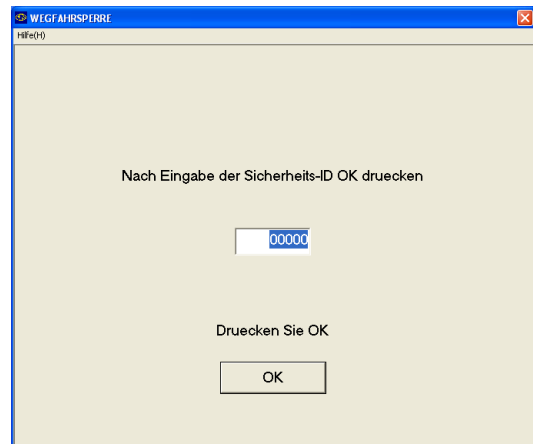 WEGFAHRSPERRE
Hilfe(H)
Nach Eingabe der Sicherheits-ID OK druecken
00000
Druecken Sie OK
OK